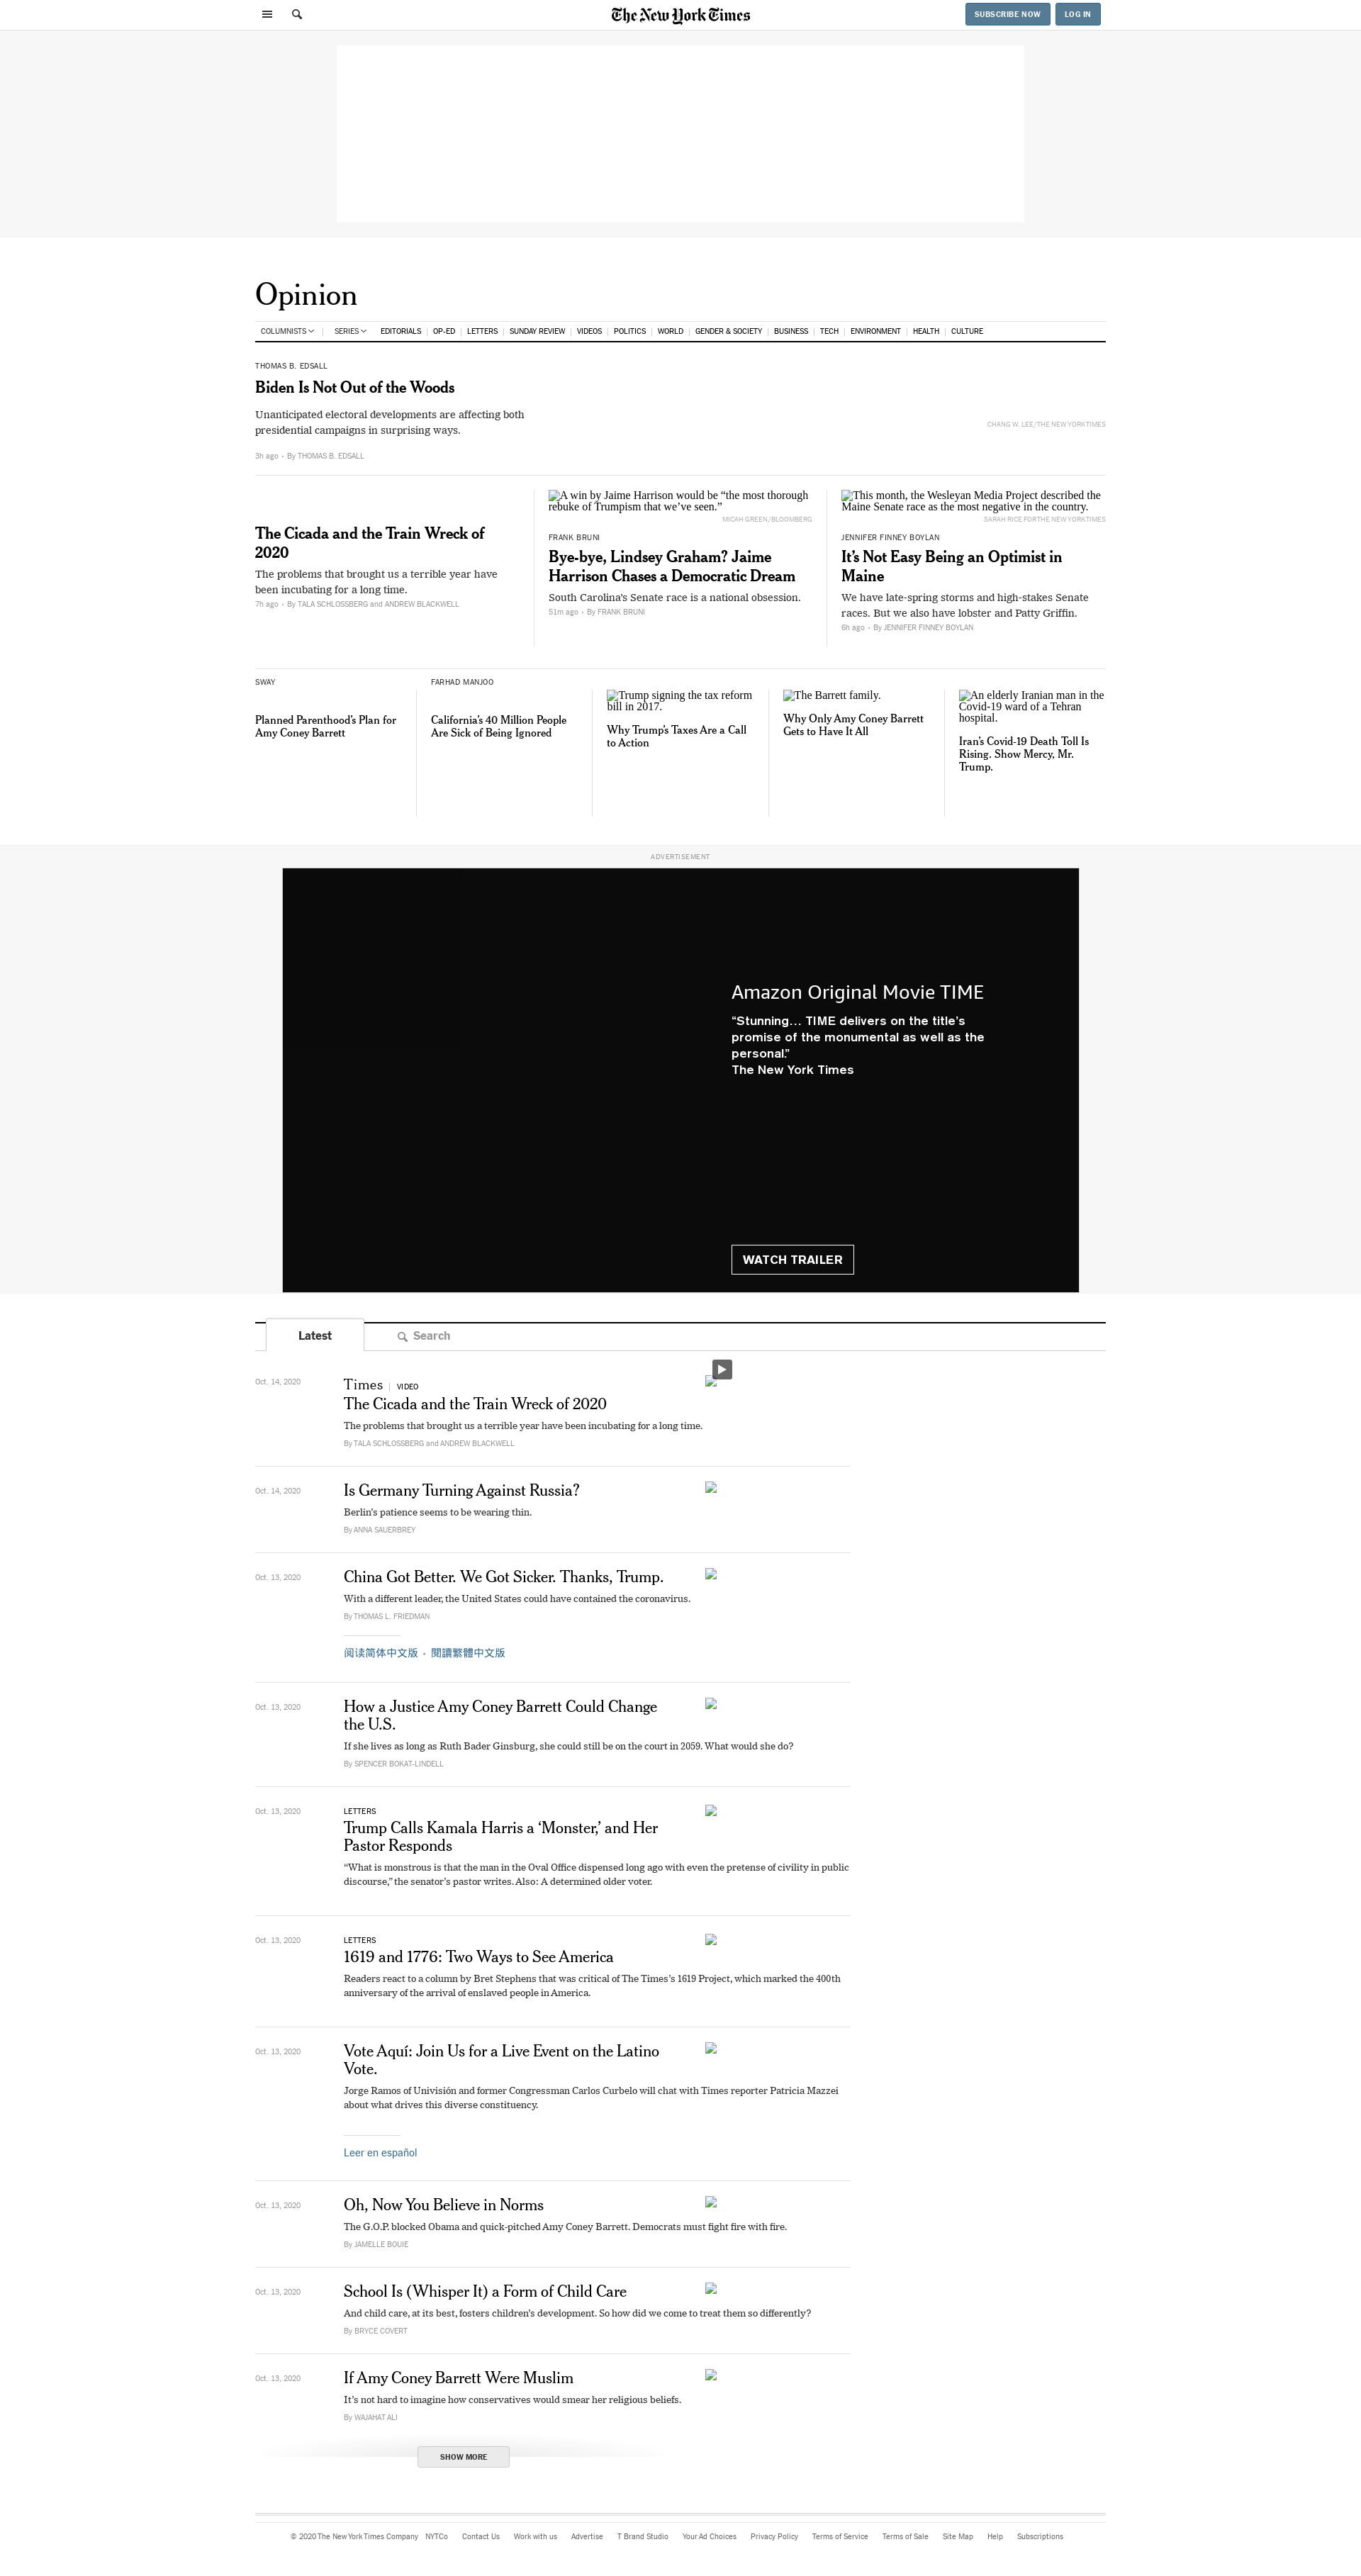 The New York Times
SUBSCRIBE NOW
LOG IN
Opinion
COLUMNISTS SERIES EDITORIALS OP-ED LETTERS SUNDAY REVIEW VIDEOS POLITICS WORLD GENDER & SOCIETY BUSINESS TECH ENVIRONMENT HEALTH CULTURE
THOMAS B. EDSALL
Biden Is Not Out of the Woods
Unanticipated electoral developments are affecting both
presidential campaigns in surprising ways.
CHANG W. LEE/THE NEW YORK TIMES
3h ago • By THOMAS B. EDSALL
The Cicada and the Train Wreck of
2020
The problems that brought us a terrible year have
been incubating for a long time.
7h ago • By TALA SCHLOSSBERG and ANDREW BLACKWELL
A win by Jaime Harrison would be “the most thorough
rebuke of Trumpism that we’ve seen.”
MICAH GREEN/BLOOMBERG
FRANK BRUNI
Bye-bye, Lindsey Graham? Jaime
Harrison Chases a Democratic Dream
South Carolina’s Senate race is a national obsession.
51m ago • By FRANK BRUNI
This month, the Wesleyan Media Project described the
Maine Senate race as the most negative in the country.
SARAH RICE FOR THE NEW YORK TIMES
JENNIFER FINNEY BOYLAN
It’s Not Easy Being an Optimist in
Maine
We have late-spring storms and high-stakes Senate
races. But we also have lobster and Patty Griffin.
6h ago • By JENNIFER FINNEY BOYLAN
SWAY
Planned Parenthood’s Plan for
Amy Coney Barrett
FARHAD MANJOO
California’s 40 Million People
Are Sick of Being Ignored
Trump signing the tax reform
bill in 2017.
Why Trump’s Taxes Are a Call
to Action
The Barrett family.
Why Only Amy Coney Barrett
Gets to Have It All
An elderly Iranian man in the
Covid-19 ward of a Tehran
hospital.
Iran’s Covid-19 Death Toll Is
Rising. Show Mercy, Mr.
Trump.
ADVERTISEMENT
Amazon Original Movie TIME
“Stunning… TIME delivers on the title’s
promise of the monumental as well as the
personal.”
The New York Times
WATCH TRAILER
Latest
Search
Oct. 14, 2020
Times | VIDEO
The Cicada and the Train Wreck of 2020
The problems that brought us a terrible year have been incubating for a long time.
By TALA SCHLOSSBERG and ANDREW BLACKWELL
Oct. 14, 2020
Is Germany Turning Against Russia?
Berlin’s patience seems to be wearing thin.
By ANNA SAUERBREY
Oct. 13, 2020
China Got Better. We Got Sicker. Thanks, Trump.
With a different leader, the United States could have contained the coronavirus.
By THOMAS L. FRIEDMAN
阅读简体中文版 • 閱讀繁體中文版
Oct. 13, 2020
How a Justice Amy Coney Barrett Could Change
the U.S.
If she lives as long as Ruth Bader Ginsburg, she could still be on the court in 2059. What would she do?
By SPENCER BOKAT-LINDELL
Oct. 13, 2020
LETTERS
Trump Calls Kamala Harris a ‘Monster,’ and Her
Pastor Responds
“What is monstrous is that the man in the Oval Office dispensed long ago with even the pretense of civility in public
discourse,” the senator’s pastor writes. Also: A determined older voter.
Oct. 13, 2020
LETTERS
1619 and 1776: Two Ways to See America
Readers react to a column by Bret Stephens that was critical of The Times’s 1619 Project, which marked the 400th
anniversary of the arrival of enslaved people in America.
Oct. 13, 2020
Vote Aquí: Join Us for a Live Event on the Latino
Vote.
Jorge Ramos of Univisión and former Congressman Carlos Curbelo will chat with Times reporter Patricia Mazzei
about what drives this diverse constituency.
Leer en español
Oct. 13, 2020
Oh, Now You Believe in Norms
The G.O.P. blocked Obama and quick-pitched Amy Coney Barrett. Democrats must fight fire with fire.
By JAMELLE BOUIE
Oct. 13, 2020
School Is (Whisper It) a Form of Child Care
And child care, at its best, fosters children’s development. So how did we come to treat them so differently?
By BRYCE COVERT
Oct. 13, 2020
If Amy Coney Barrett Were Muslim
It’s not hard to imagine how conservatives would smear her religious beliefs.
By WAJAHAT ALI
SHOW MORE
© 2020 The New York Times Company NYTCo Contact Us Work with us Advertise T Brand Studio Your Ad Choices Privacy Policy Terms of Service Terms of Sale Site Map Help Subscriptions